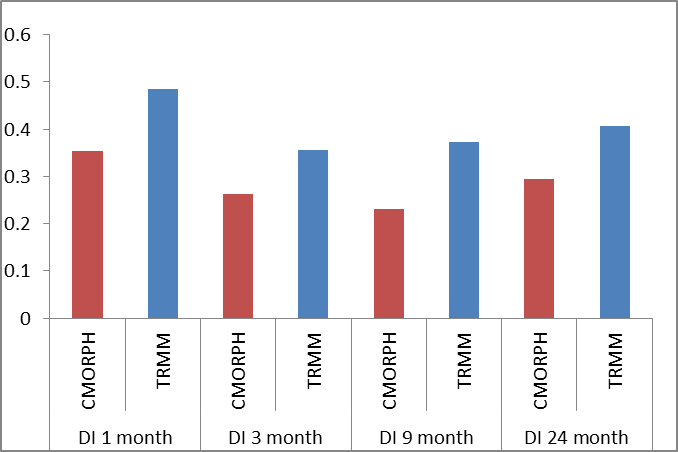 0.6
0.5
0.4
0.3
0.2
0.1
0
CMORPH
TRMM
CMORPH
TRMM
CMORPH
TRMM
CMORPH
TRMM
DI 1 month
DI 3 month
DI 9 month
DI 24 month